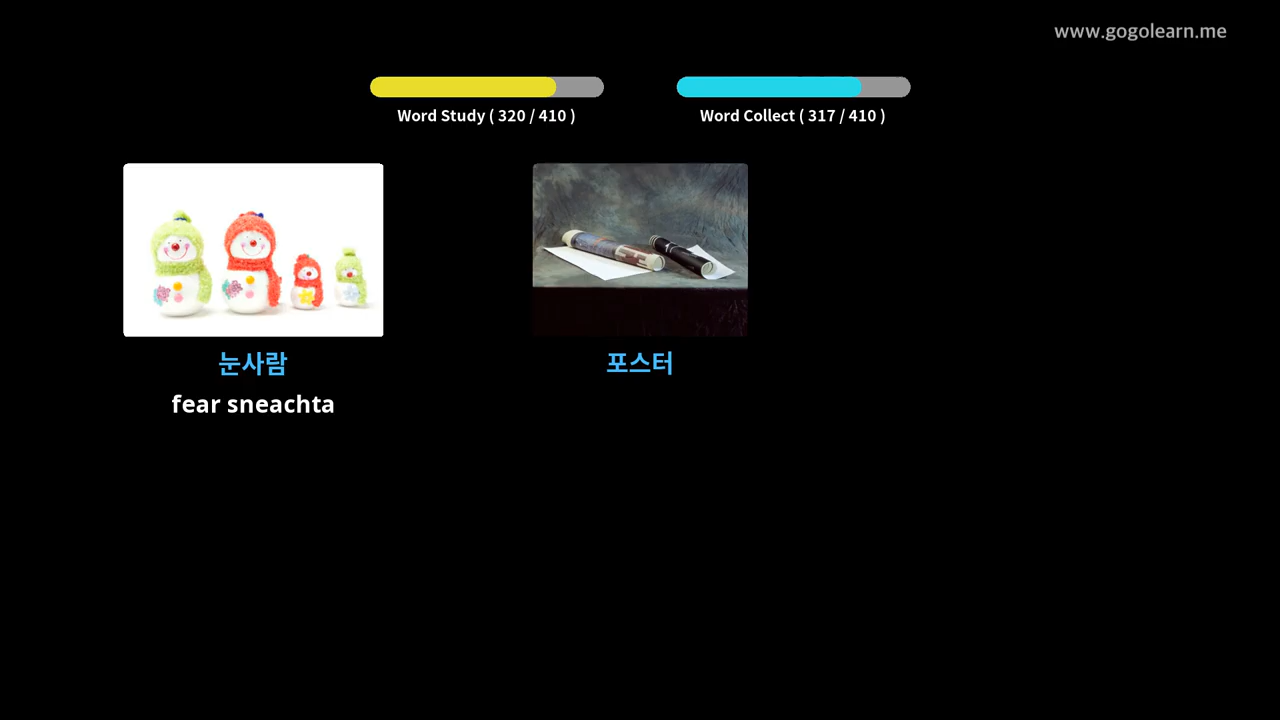 www.gogolearn.me
Word Study ( 320 / 410 )
Word Collect ( 317 / 410 )
눈사람
fear sneachta
포스터